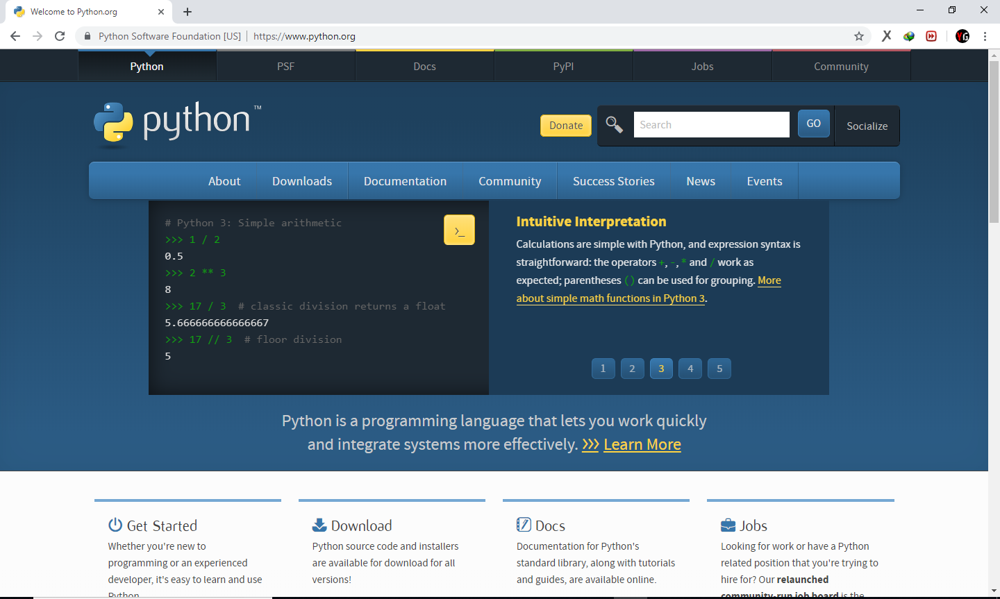 Welcome to Python.org
Python Software Foundation [US] | https://www.python.org
Python PSF Docs PyPI Jobs Community
python™
Donate Search GO Socialize
About Downloads Documentation Community Success Stories News Events
# Python 3: Simple arithmetic
>>> 1 / 2
0.5
>>> 2 ** 3
8
>>> 17 / 3  # classic division returns a float
5.666666666666667
>>> 17 // 3  # floor division
5
>_
Intuitive Interpretation
Calculations are simple with Python, and expression syntax is
straightforward: the operators +, -, * and / work as
expected; parentheses () can be used for grouping. More
about simple math functions in Python 3.
1 2 3 4 5
Python is a programming language that lets you work quickly
and integrate systems more effectively. >>> Learn More
Get Started
Whether you're new to
programming or an experienced
developer, it's easy to learn and use
Python.
Download
Python source code and installers
are available for download for all
versions!
Docs
Documentation for Python's
standard library, along with tutorials
and guides, are available online.
Jobs
Looking for work or have a Python
related position that you're trying to
hire for? Our relaunched
community-run job board is the